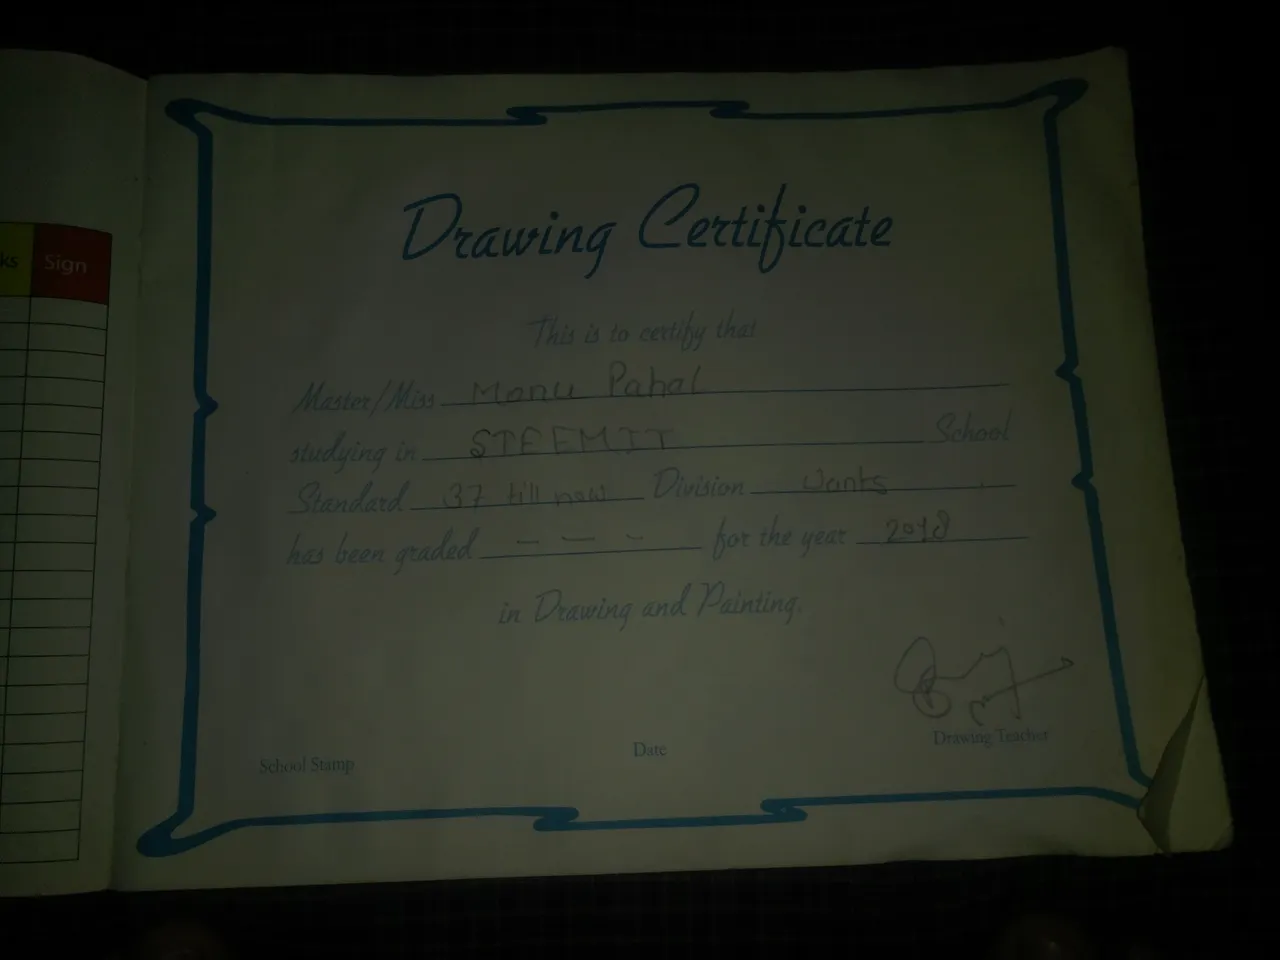 ks Sign
Drawing Certificate
This is to certify that
Master/Miss Monu Pahal
studying in STEEMIT School
Standard 37 till now Division Wants
has been graded - - - for the year 2018
in Drawing and Painting.
School Stamp Date Drawing Teacher